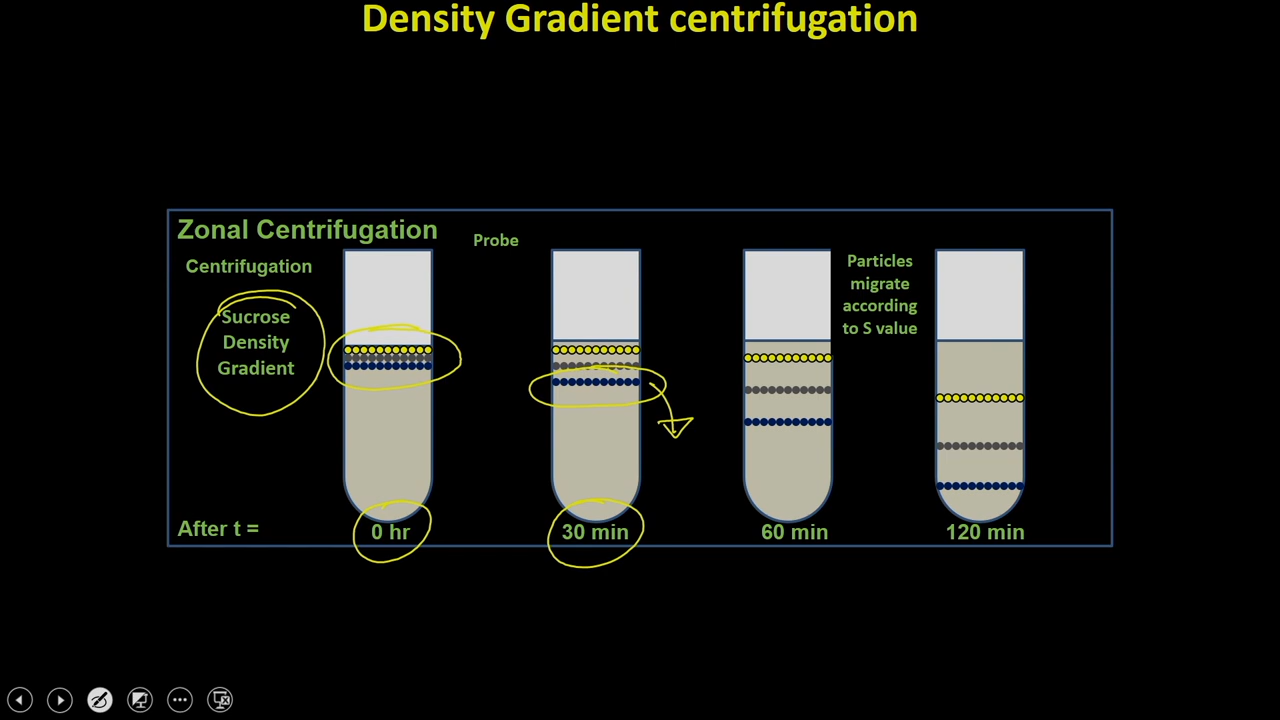 Density Gradient centrifugation
Zonal Centrifugation
Probe
Centrifugation
Sucrose
Density
Gradient
Particles
migrate
according
to S value
After t =
0 hr
30 min
60 min
120 min